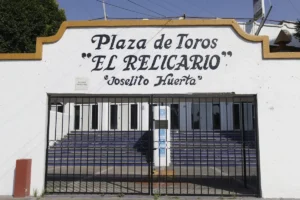 Plaza de Toros
"EL RELICARIO"
"Joselito Huerta"